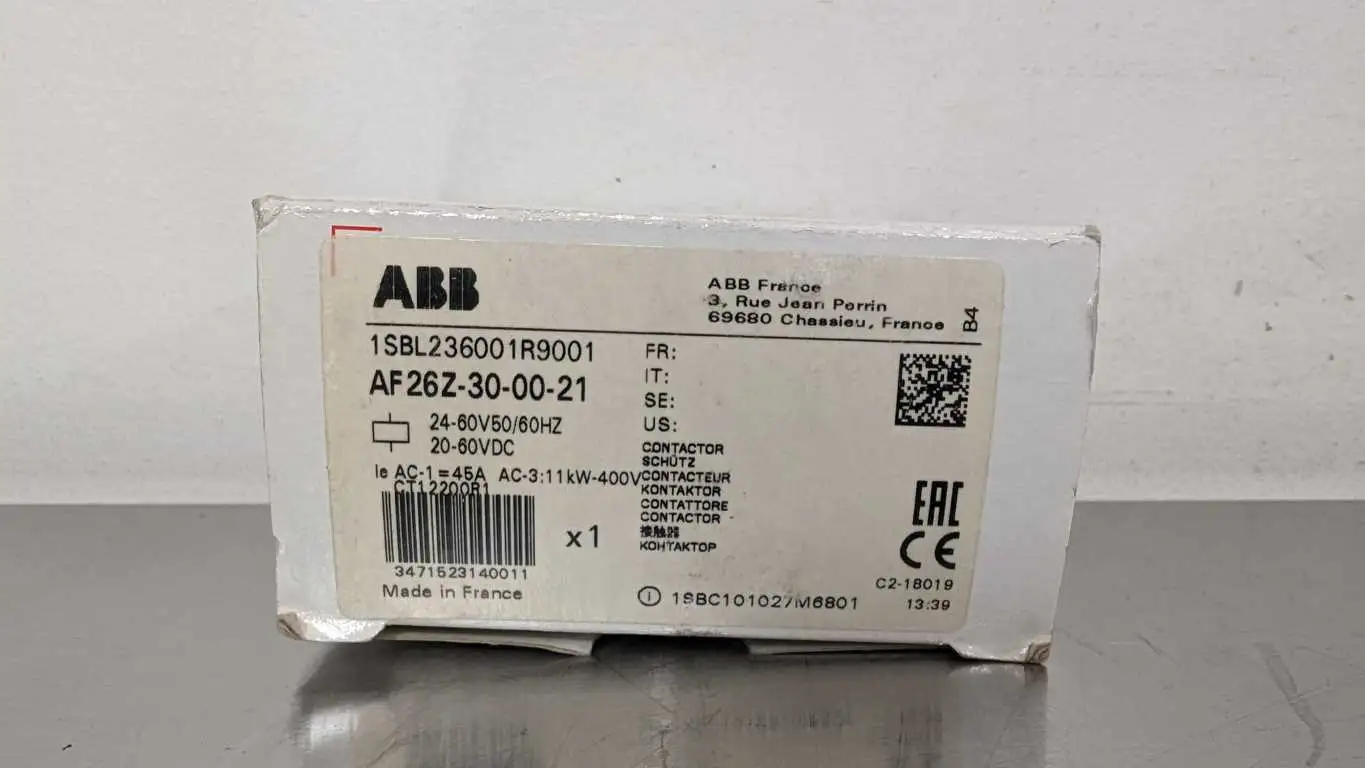 ABB
ABB France
3, Rue Jean Perrin
69680 Chassieu, France
B4
1SBL236001R9001
AF26Z-30-00-21
24-60V50/60HZ
20-60VDC
Ie AC-1=45A AC-3:11kW-400V
CT12200R1
3471523140011
Made in France
x1
FR:
IT:
SE:
US:
CONTACTOR
SCHÜTZ
CONTACTEUR
KONTAKTOR
CONTATTORE
CONTACTOR
接触器
КОНТАКТОР
1SBC101027M6801
EAC
CE
C2-18019
13:39